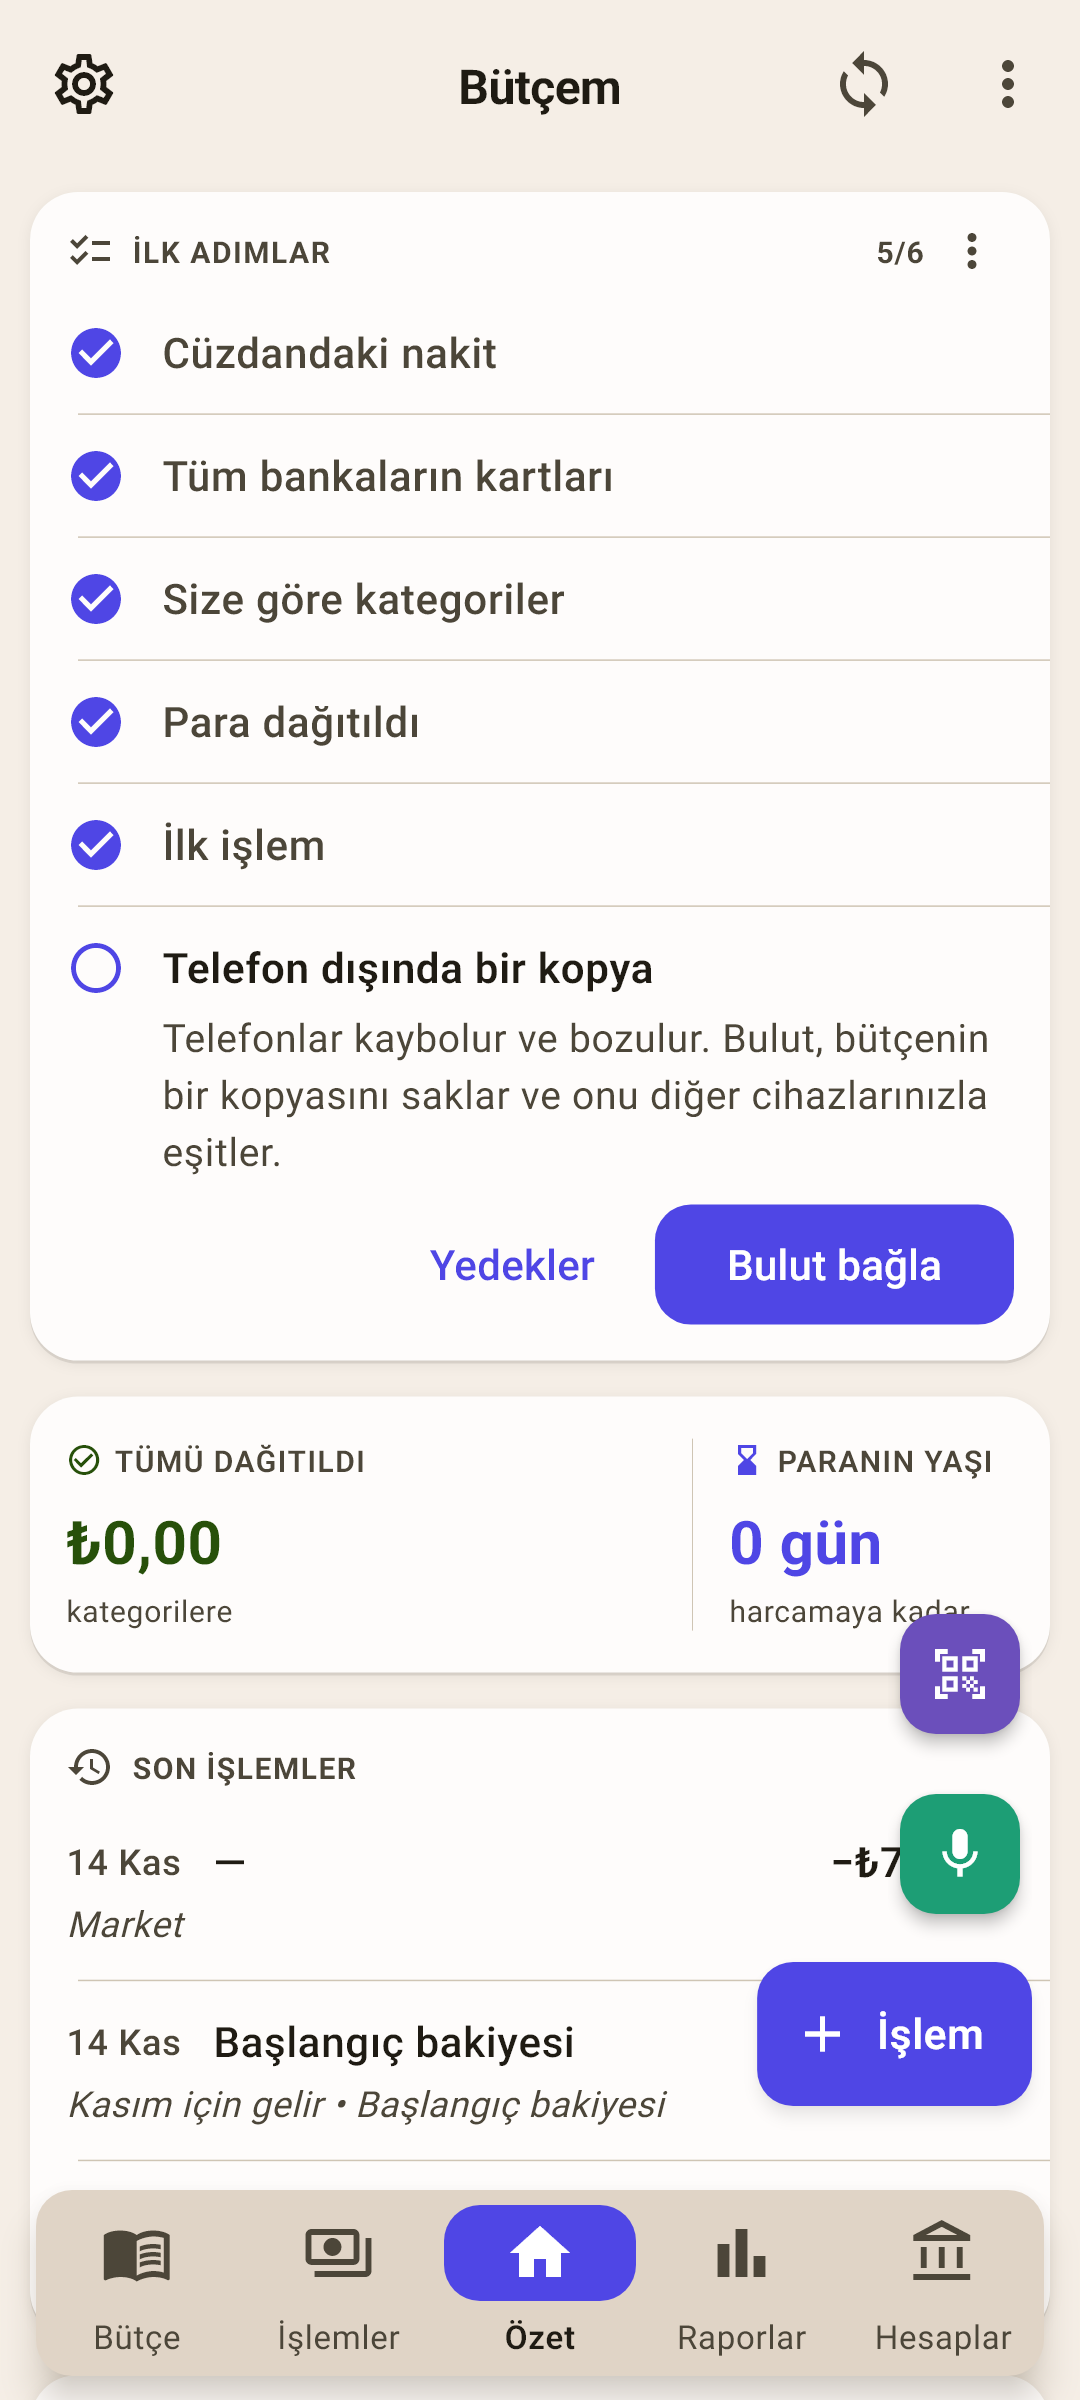 Bütçem
İLK ADIMLAR
5/6
Cüzdandaki nakit
Tüm bankaların kartları
Size göre kategoriler
Para dağıtıldı
İlk işlem
Telefon dışında bir kopya
Telefonlar kaybolur ve bozulur. Bulut, bütçenin
bir kopyasını saklar ve onu diğer cihazlarınızla
eşitler.
Yedekler
Bulut bağla
TÜMÜ DAĞITILDI
₺0,00
kategorilere
PARANIN YAŞI
0 gün
harcamaya kadar
SON İŞLEMLER
14 Kas — −₺7
Market
14 Kas Başlangıç bakiyesi
Kasım için gelir • Başlangıç bakiyesi
İşlem
Bütçe
İşlemler
Özet
Raporlar
Hesaplar